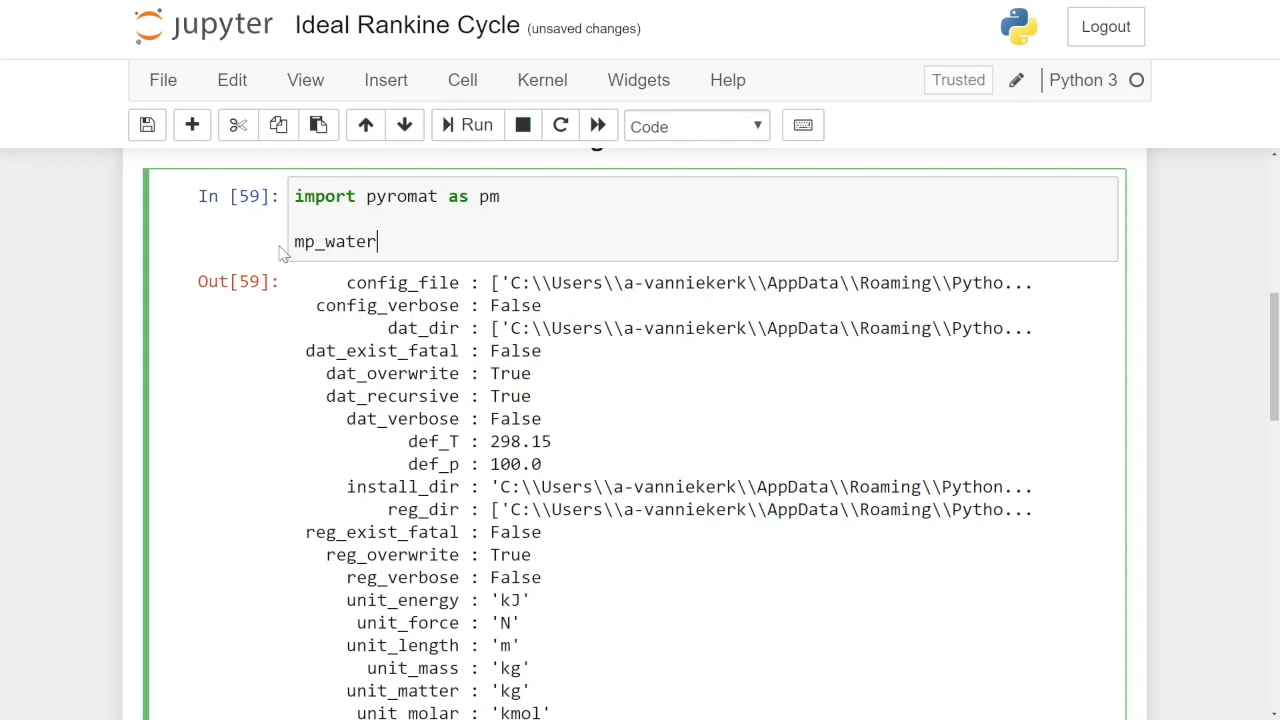 jupyter Ideal Rankine Cycle (unsaved changes) Logout
File Edit View Insert Cell Kernel Widgets Help Trusted Python 3
Run Code
In [59]: import pyromat as pm
mp_water
Out[59]: config_file : ['C:\\Users\\a-vanniekerk\\AppData\\Roaming\\Pytho...
config_verbose : False
dat_dir : ['C:\\Users\\a-vanniekerk\\AppData\\Roaming\\Pytho...
dat_exist_fatal : False
dat_overwrite : True
dat_recursive : True
dat_verbose : False
def_T : 298.15
def_p : 100.0
install_dir : 'C:\\Users\\a-vanniekerk\\AppData\\Roaming\\Python...
reg_dir : ['C:\\Users\\a-vanniekerk\\AppData\\Roaming\\Pytho...
reg_exist_fatal : False
reg_overwrite : True
reg_verbose : False
unit_energy : 'kJ'
unit_force : 'N'
unit_length : 'm'
unit_mass : 'kg'
unit_matter : 'kg'
unit_molar : 'kmol'